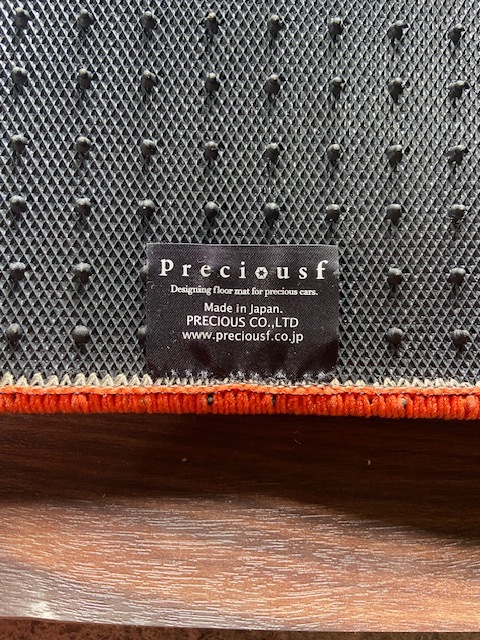 Preciousf
Designing floor mat for precious cars.
Made in Japan.
PRECIOUS CO.,LTD
www.preciousf.co.jp